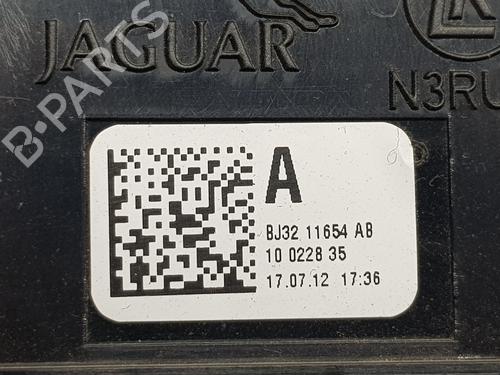 JAGUAR
N3RU
A
BJ32 11654 AB
10 0228 35
17.07.12 17:36
B-PARTS